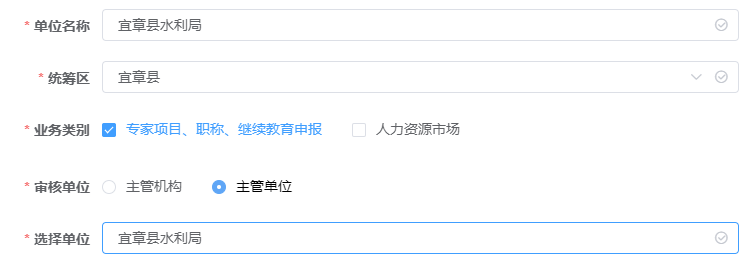 * 单位名称 宜章县水利局
* 统筹区 宜章县
* 业务类别 专家项目、职称、继续教育申报 人力资源市场
* 审核单位 主管机构 主管单位
* 选择单位 宜章县水利局